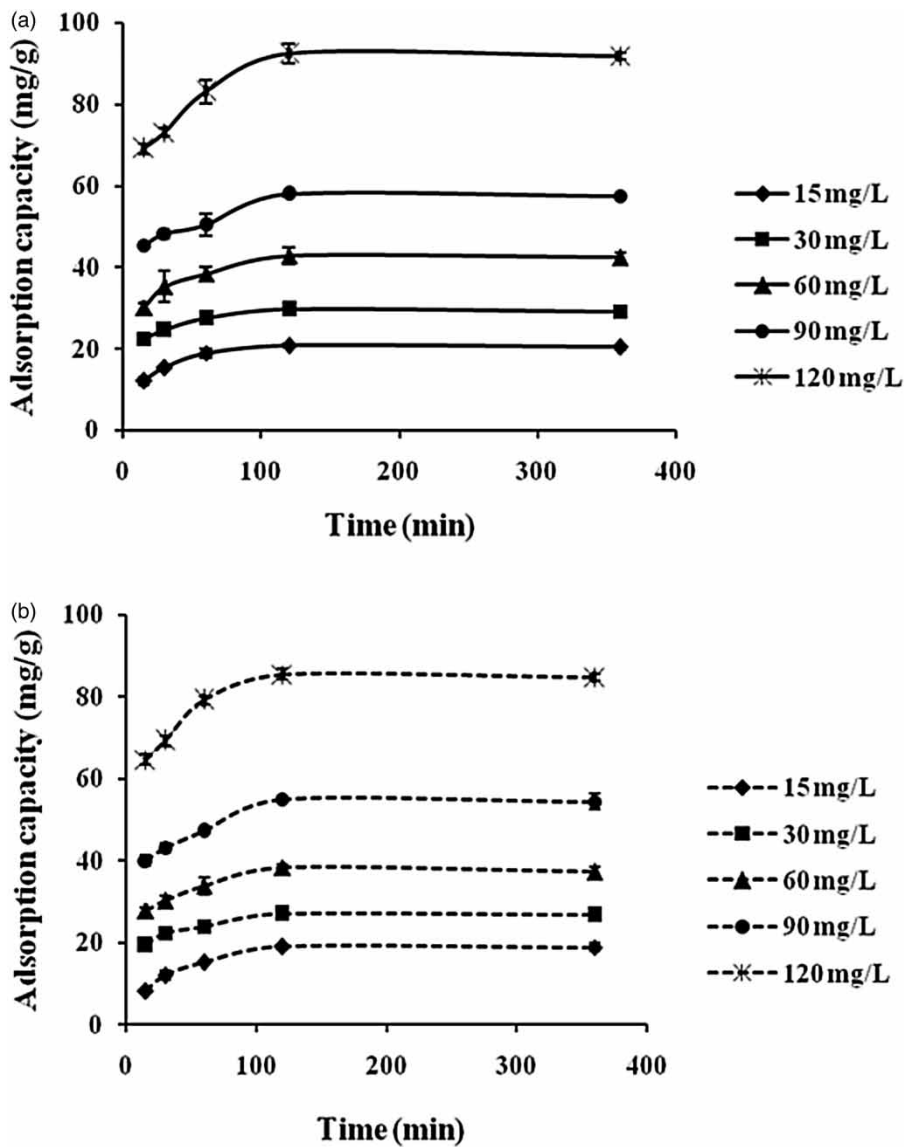 (a)
100
80
60
40
20
0
Adsorption capacity (mg/g)
0 100 200 300 400
Time (min)
15 mg/L
30 mg/L
60 mg/L
90 mg/L
120 mg/L
(b)
100
80
60
40
20
0
Adsorption capacity (mg/g)
0 100 200 300 400
Time (min)
15 mg/L
30 mg/L
60 mg/L
90 mg/L
120 mg/L